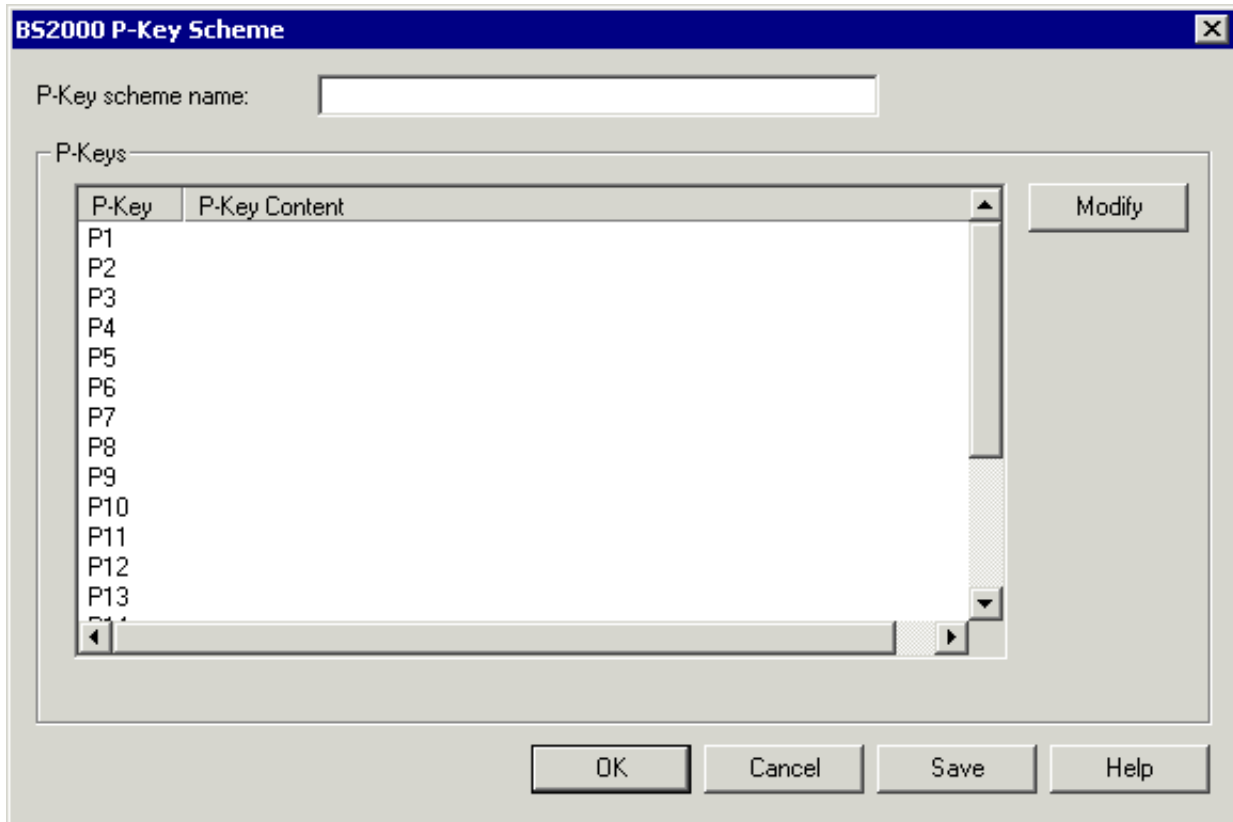 BS2000 P-Key Scheme
P-Key scheme name:
P-Keys
P-Key P-Key Content
Modify
P1
P2
P3
P4
P5
P6
P7
P8
P9
P10
P11
P12
P13
OK Cancel Save Help